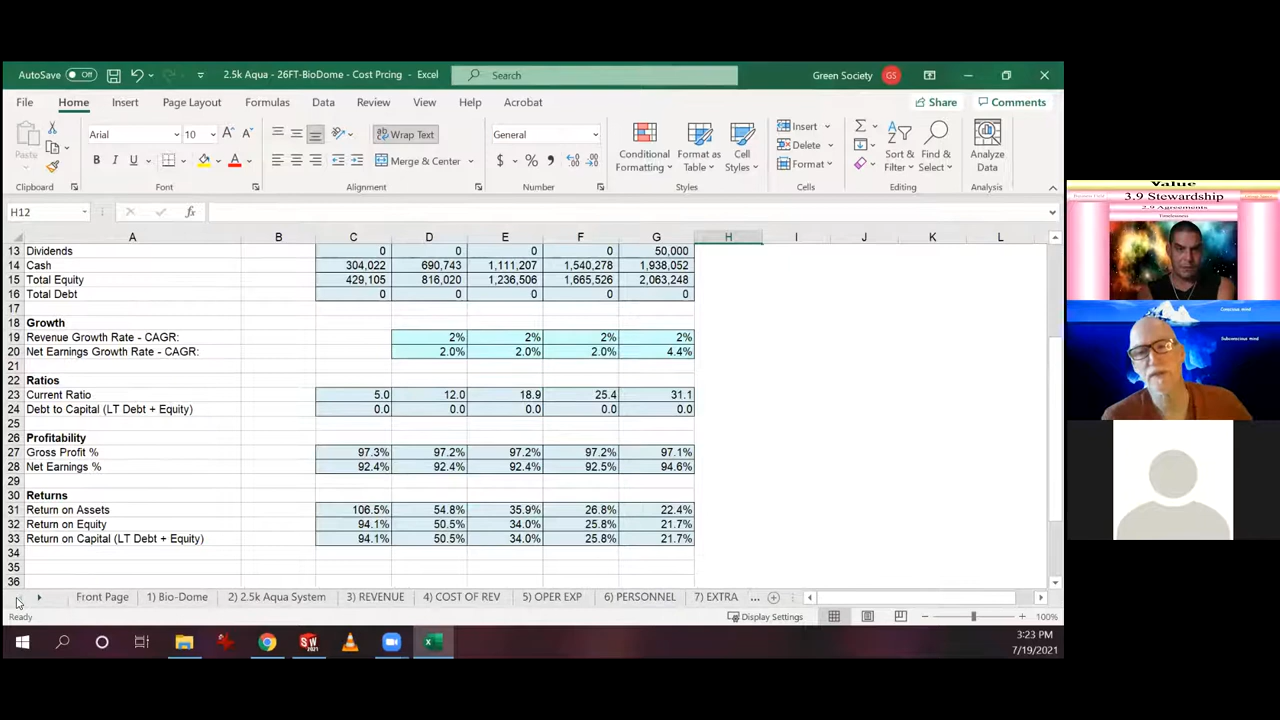 AutoSave Off 2.5k Aqua - 26FT-BioDome - Cost Prcing - Excel Search Green Society GS
File Home Insert Page Layout Formulas Data Review View Help Acrobat Share Comments
Paste Arial 10 Wrap Text General Conditional Formatting Format as Table Cell Styles Insert Delete Format Sort & Filter Find & Select Analyze Data
B I U Merge & Center $ %
Clipboard Font Alignment Number Styles Cells Editing Analysis
H12 fx
A B C D E F G H I J K L
13 Dividends 0 0 0 0 50,000
14 Cash 304,022 690,743 1,111,207 1,540,278 1,938,052
15 Total Equity 429,105 816,020 1,236,506 1,665,526 2,063,248
16 Total Debt 0 0 0 0 0
17
18 Growth
19 Revenue Growth Rate - CAGR: 2% 2% 2% 2%
20 Net Earnings Growth Rate - CAGR: 2.0% 2.0% 2.0% 4.4%
21
22 Ratios
23 Current Ratio 5.0 12.0 18.9 25.4 31.1
24 Debt to Capital (LT Debt + Equity) 0.0 0.0 0.0 0.0 0.0
25
26 Profitability
27 Gross Profit % 97.3% 97.2% 97.2% 97.2% 97.1%
28 Net Earnings % 92.4% 92.4% 92.4% 92.5% 94.6%
29
30 Returns
31 Return on Assets 106.5% 54.8% 35.9% 26.8% 22.4%
32 Return on Equity 94.1% 50.5% 34.0% 25.8% 21.7%
33 Return on Capital (LT Debt + Equity) 94.1% 50.5% 34.0% 25.8% 21.7%
34
35
36
Front Page 1) Bio-Dome 2) 2.5k Aqua System 3) REVENUE 4) COST OF REV 5) OPER EXP 6) PERSONNEL 7) EXTRA ...
Ready Display Settings 100%
3:23 PM
7/19/2021
Value
3.9 Stewardship
2.9 Agreements
Timelessness
Conscious mind
Subconscious mind